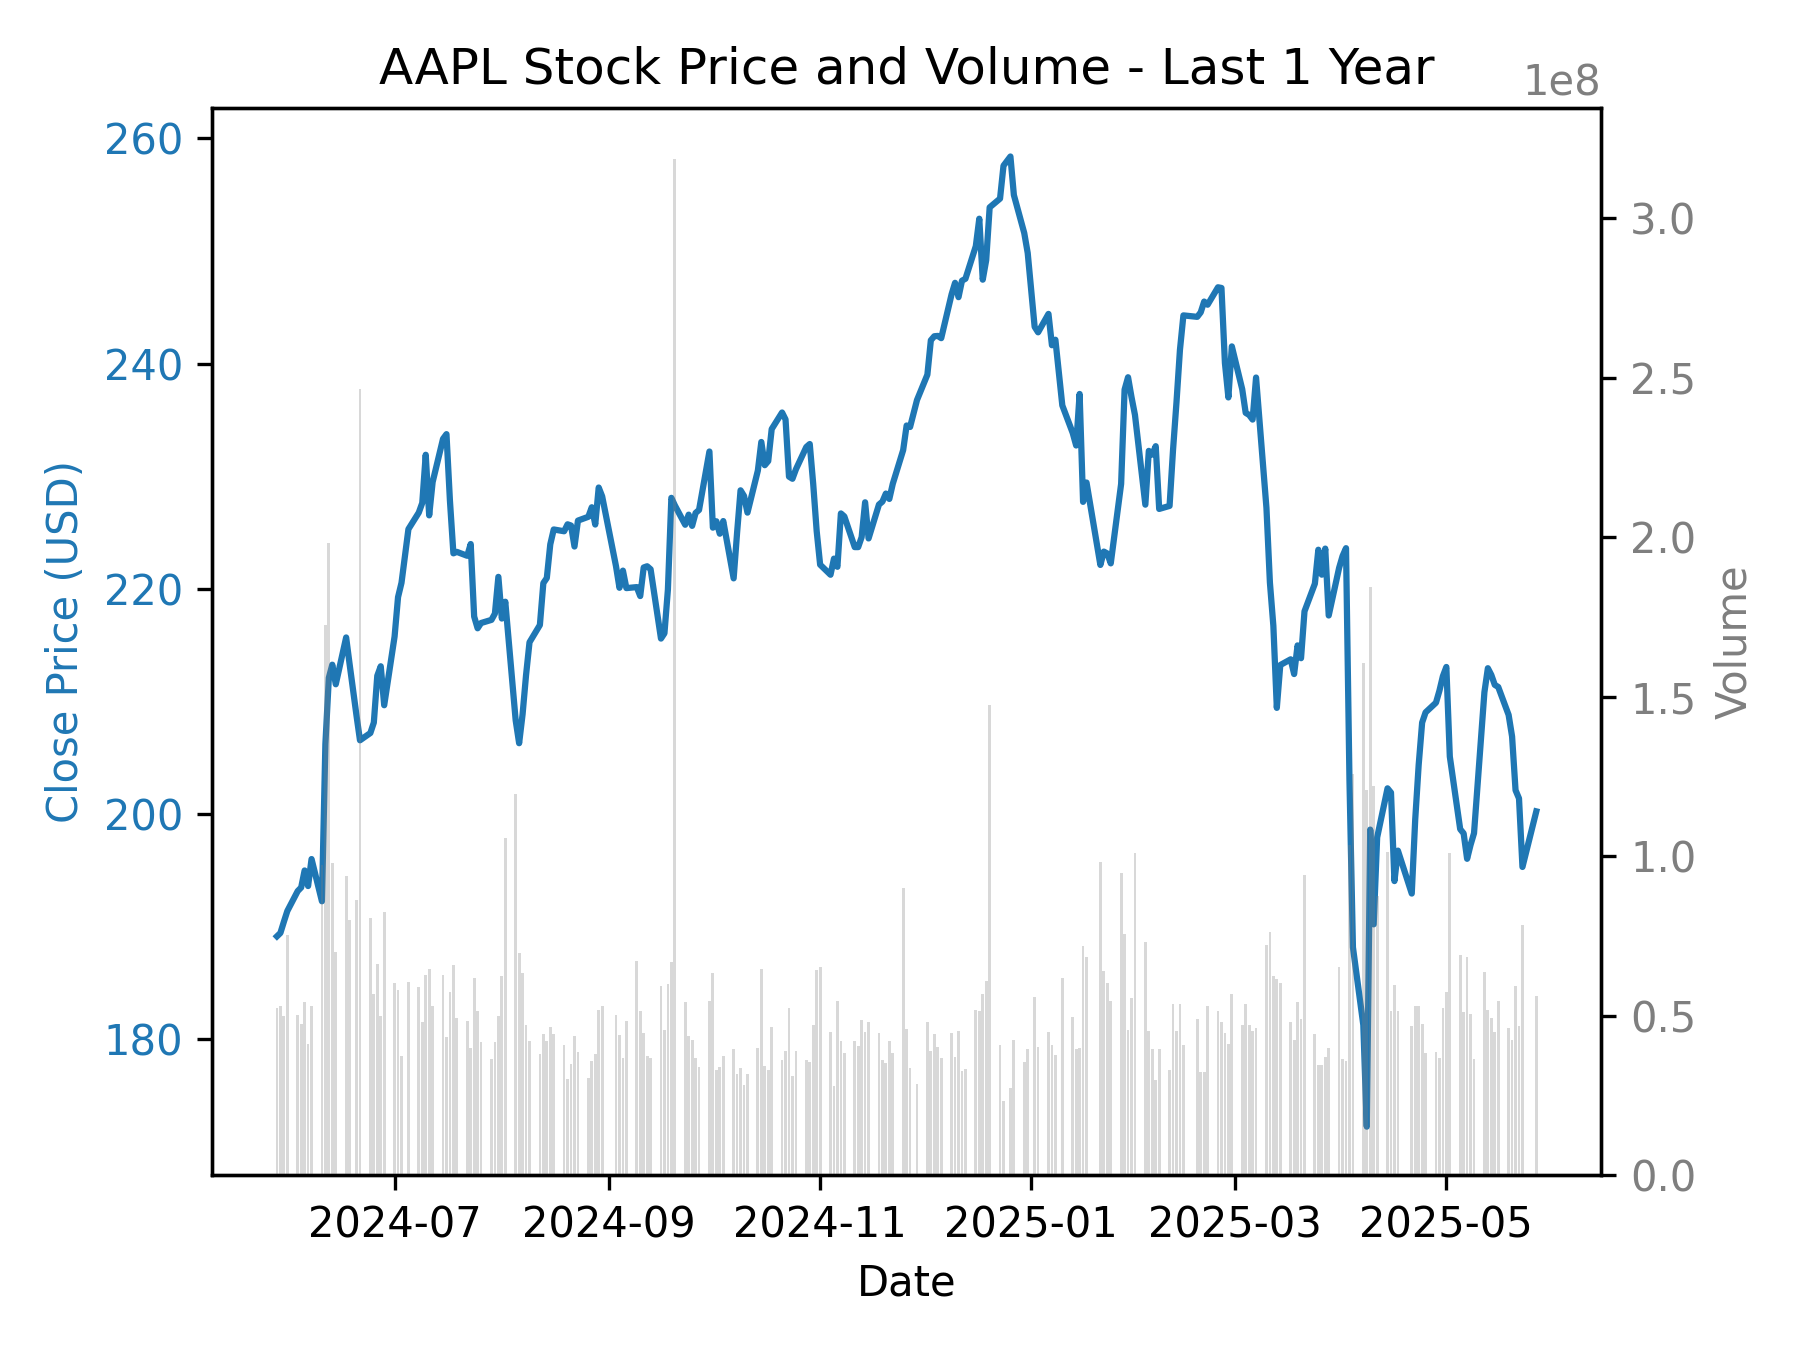 AAPL Stock Price and Volume - Last 1 Year
1e8
260
240
220
200
180
Close Price (USD)
3.0
2.5
2.0
1.5
1.0
0.5
0.0
Volume
2024-07 2024-09 2024-11 2025-01 2025-03 2025-05
Date